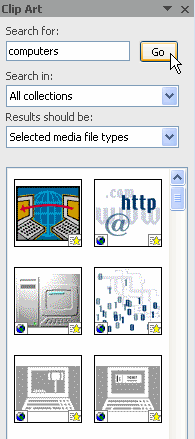 Clip Art
Search for:
computers
Go
Search in:
All collections
Results should be:
Selected media file types
.com
http
www
@